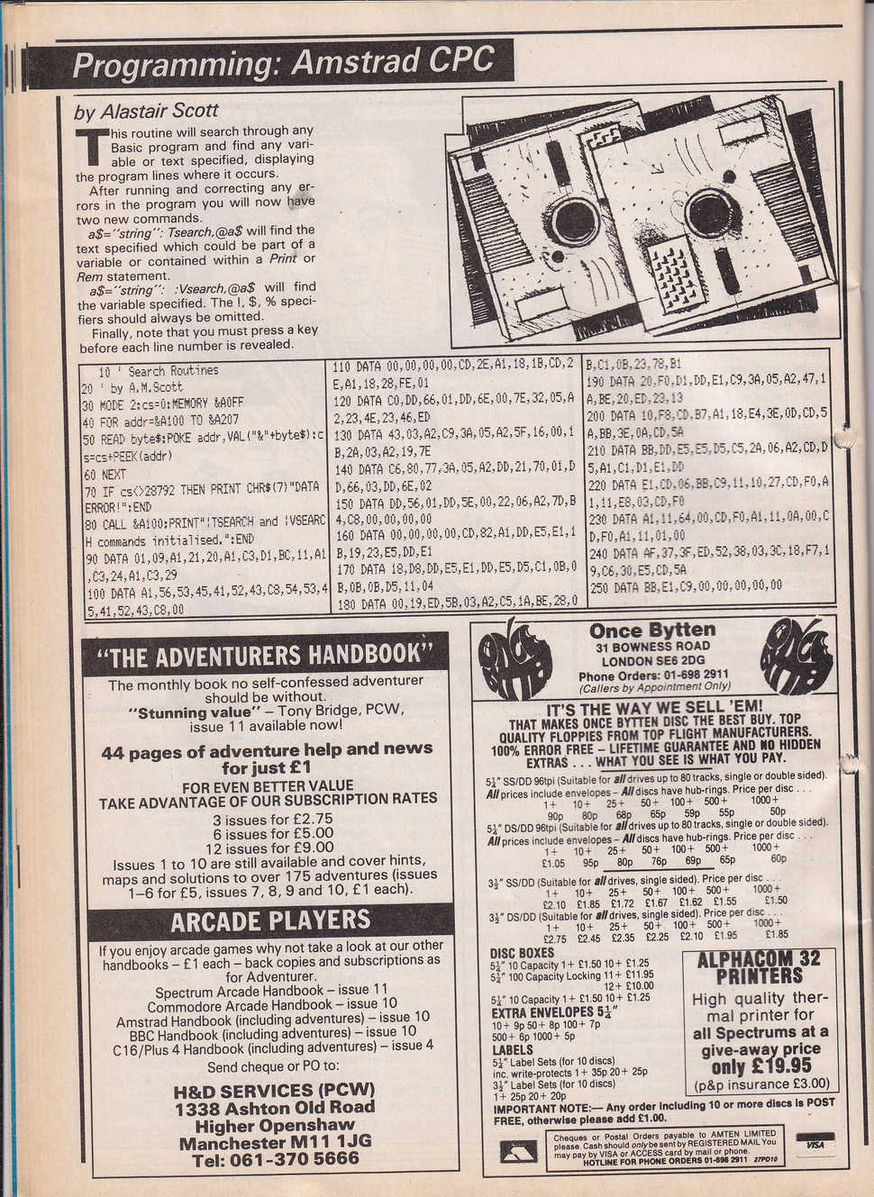 Programming: Amstrad CPC
by Alastair Scott
This routine will search through any
Basic program and find any vari-
able or text specified, displaying
the program lines where it occurs.
After running and correcting any er-
rors in the program you will now have
two new commands.
a$="string": Tsearch,@a$ will find the
text specified which could be part of a
variable or contained within a Print or
Rem statement.
a$="string": :Vsearch,@a$ will find
the variable specified. The !, $, % speci-
fiers should always be omitted.
Finally, note that you must press a key
before each line number is revealed.
10 ' Search Routines
20 ' by A.M.Scott
30 MODE 2:cs=0:MEMORY &A0FF
40 FOR addr=&A100 TO &A207
50 READ byte$:POKE addr,VAL("&"+byte$):c
s=cs+PEEK(addr)
60 NEXT
70 IF cs<>28792 THEN PRINT CHR$(7)"DATA
ERROR!":END
80 CALL &A100:PRINT"¦TSEARCH and ¦VSEARC
H commands initialised.":END
90 DATA 01,09,A1,21,20,A1,C3,D1,BC,11,A1
,C3,24,A1,C3,29
100 DATA A1,56,53,45,41,52,43,C8,54,53,4
5,41,52,43,C8,00
110 DATA 00,00,00,00,CD,2E,A1,18,1B,CD,2
E,A1,18,28,FE,01
120 DATA C0,DD,66,01,DD,6E,00,7E,32,05,A
2,23,4E,23,46,ED
130 DATA 43,03,A2,C9,3A,05,A2,5F,16,00,1
B,2A,03,A2,19,7E
140 DATA C6,80,77,3A,05,A2,DD,21,70,01,D
D,66,03,DD,6E,02
150 DATA DD,56,01,DD,5E,00,22,06,A2,7D,B
4,C8,00,00,00,00
160 DATA 00,00,00,00,CD,82,A1,DD,E5,E1,1
B,19,23,E5,DD,E1
170 DATA 18,D8,DD,E5,E1,DD,E5,D5,C1,0B,0
B,0B,0B,D5,11,04
180 DATA 00,19,ED,5B,03,A2,C5,1A,BE,28,0
B,C1,0B,23,78,B1
190 DATA 20,F0,D1,DD,E1,C9,3A,05,A2,47,1
A,BE,20,ED,23,13
200 DATA 10,F8,CD,B7,A1,18,E4,3E,0D,CD,5
A,BB,3E,0A,CD,5A
210 DATA BB,DD,E5,E5,D5,C5,2A,06,A2,CD,D
5,A1,C1,D1,E1,DD
220 DATA E1,CD,06,BB,C9,11,10,27,CD,F0,A
1,11,E8,03,CD,F0
230 DATA A1,11,64,00,CD,F0,A1,11,0A,00,C
D,F0,A1,11,01,00
240 DATA AF,37,3F,ED,52,38,03,3C,18,F7,1
9,C6,30,E5,CD,5A
250 DATA BB,E1,C9,00,00,00,00,00
"THE ADVENTURERS HANDBOOK"
The monthly book no self-confessed adventurer
should be without.
"Stunning value" – Tony Bridge, PCW,
issue 11 available now!
44 pages of adventure help and news
for just £1
FOR EVEN BETTER VALUE
TAKE ADVANTAGE OF OUR SUBSCRIPTION RATES
3 issues for £2.75
6 issues for £5.00
12 issues for £9.00
Issues 1 to 10 are still available and cover hints,
maps and solutions to over 175 adventures (issues
1–6 for £5, issues 7, 8, 9 and 10, £1 each).
ARCADE PLAYERS
If you enjoy arcade games why not take a look at our other
handbooks – £1 each – back copies and subscriptions as
for Adventurer.
Spectrum Arcade Handbook – issue 11
Commodore Arcade Handbook – issue 10
Amstrad Handbook (including adventures) – issue 10
BBC Handbook (including adventures) – issue 10
C16/Plus 4 Handbook (including adventures) – issue 4
Send cheque or PO to:
H&D SERVICES (PCW)
1338 Ashton Old Road
Higher Openshaw
Manchester M11 1JG
Tel: 061-370 5666
ONCE BYTTEN
Once Bytten
31 BOWNESS ROAD
LONDON SE6 2DG
Phone Orders: 01-698 2911
(Callers by Appointment Only)
ONCE BYTTEN
IT'S THE WAY WE SELL 'EM!
THAT MAKES ONCE BYTTEN DISC THE BEST BUY. TOP
QUALITY FLOPPIES FROM TOP FLIGHT MANUFACTURERS.
100% ERROR FREE – LIFETIME GUARANTEE AND NO HIDDEN
EXTRAS . . . WHAT YOU SEE IS WHAT YOU PAY.
5¼" SS/DD 96tpi (Suitable for all drives up to 80 tracks, single or double sided).
All prices include envelopes – All discs have hub-rings. Price per disc . . .
1+ 10+ 25+ 50+ 100+ 500+ 1000+
90p 80p 68p 65p 59p 55p 50p
5¼" DS/DD 96tpi (Suitable for all drives up to 80 tracks, single or double sided).
All prices include envelopes – All discs have hub-rings. Price per disc . . .
1+ 10+ 25+ 50+ 100+ 500+ 1000+
£1.05 95p 80p 76p 69p 65p 60p
3½" SS/DD (Suitable for all drives, single sided). Price per disc . . .
1+ 10+ 25+ 50+ 100+ 500+ 1000+
£2.10 £1.85 £1.72 £1.67 £1.62 £1.55 £1.50
3½" DS/DD (Suitable for all drives, single sided). Price per disc . . .
1+ 10+ 25+ 50+ 100+ 500+ 1000+
£2.75 £2.45 £2.35 £2.25 £2.10 £1.95 £1.85
DISC BOXES
5¼" 10 Capacity 1+ £1.50 10+ £1.25
5¼" 100 Capacity Locking 11+ £11.95
12+ £10.00
5¼" 10 Capacity 1+ £1.50 10+ £1.25
EXTRA ENVELOPES 5¼"
10+ 9p 50+ 8p 100+ 7p
500+ 6p 1000+ 5p
LABELS
5¼" Label Sets (for 10 discs)
inc. write-protects 1+ 35p 20+ 25p
3½" Label Sets (for 10 discs)
1+ 25p 20+ 20p
ALPHACOM 32
PRINTERS
High quality ther-
mal printer for
all Spectrums at a
give-away price
only £19.95
(p&p insurance £3.00)
IMPORTANT NOTE:— Any order including 10 or more discs is POST
FREE, otherwise please add £1.00.
Cheques or Postal Orders payable to AMTEN LIMITED
please. Cash should only be sent by REGISTERED MAIL You
may pay by VISA or ACCESS card by mail or phone.
HOTLINE FOR PHONE ORDERS 01-698 2911 27PD10
VISA